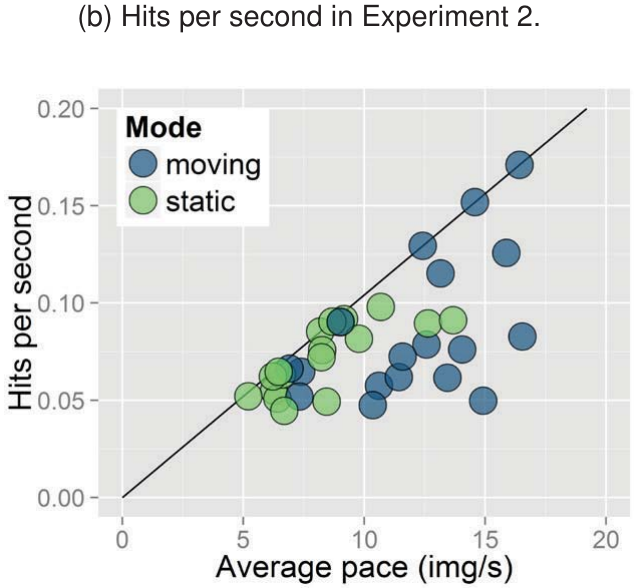 (b) Hits per second in Experiment 2.
Mode
moving
static
Hits per second
0.20
0.15
0.10
0.05
0.00
0 5 10 15 20
Average pace (img/s)